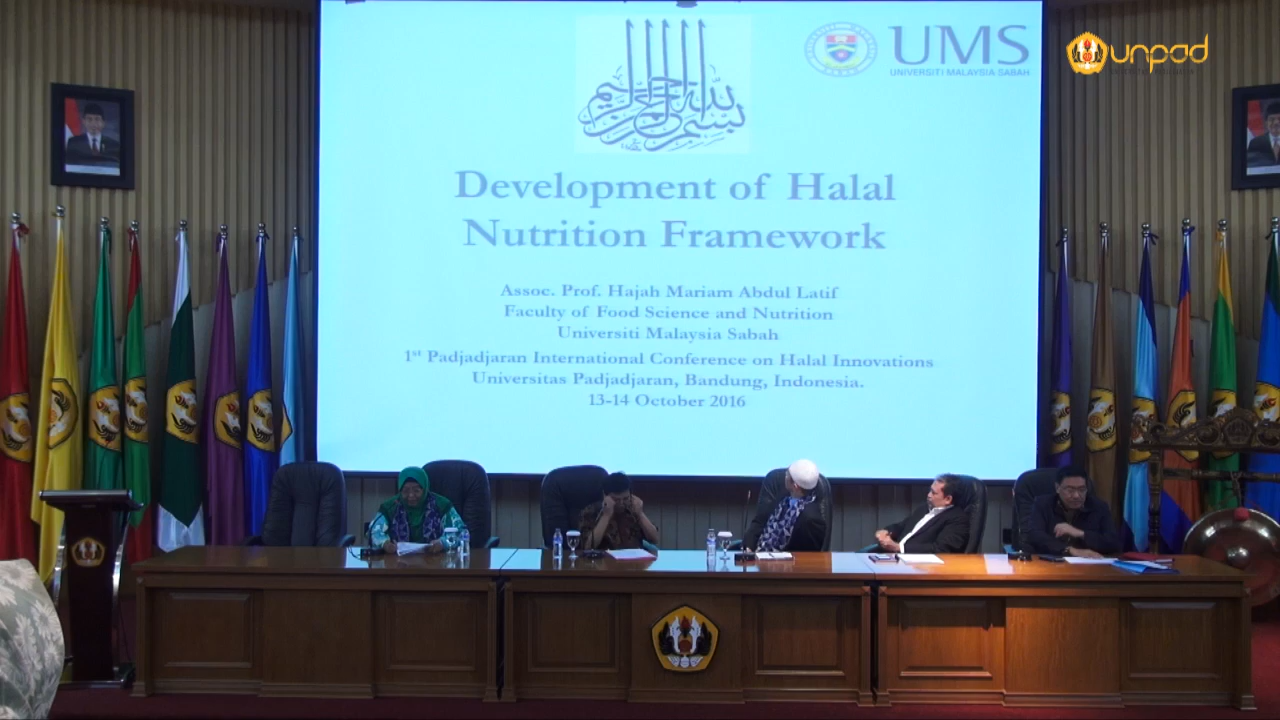 بسم الله الرحمن الرحيم
UMS
UNIVERSITI MALAYSIA SABAH
unpad
Development of Halal
Nutrition Framework
Assoc. Prof. Hajah Mariam Abdul Latif
Faculty of Food Science and Nutrition
Universiti Malaysia Sabah
1st Padjadjaran International Conference on Halal Innovations
Universitas Padjadjaran, Bandung, Indonesia.
13-14 October 2016